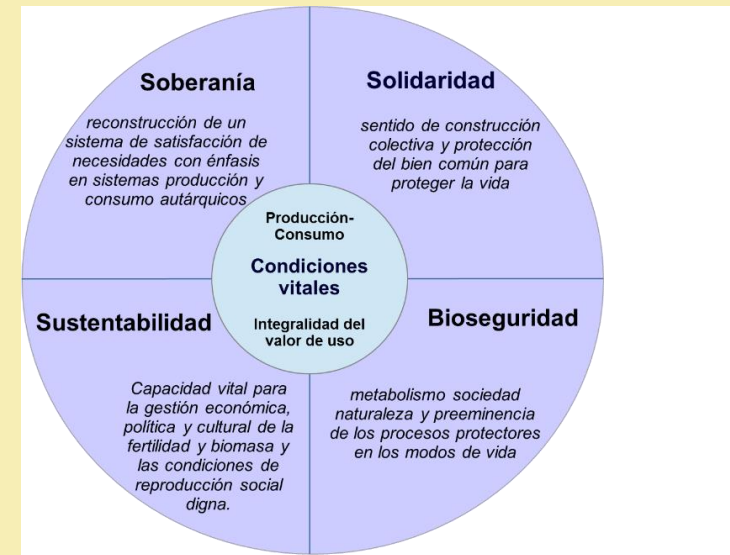 Soberanía
reconstrucción de un
sistema de satisfacción de
necesidades con énfasis
en sistemas producción y
consumo autárquicos
Solidaridad
sentido de construcción
colectiva y protección
del bien común para
proteger la vida
Producción-
Consumo
Condiciones
vitales
Integralidad del
valor de uso
Sustentabilidad
Capacidad vital para
la gestión económica,
política y cultural de la
fertilidad y biomasa y
las condiciones de
reproducción social
digna.
Bioseguridad
metabolismo sociedad
naturaleza y preeminencia
de los procesos protectores
en los modos de vida